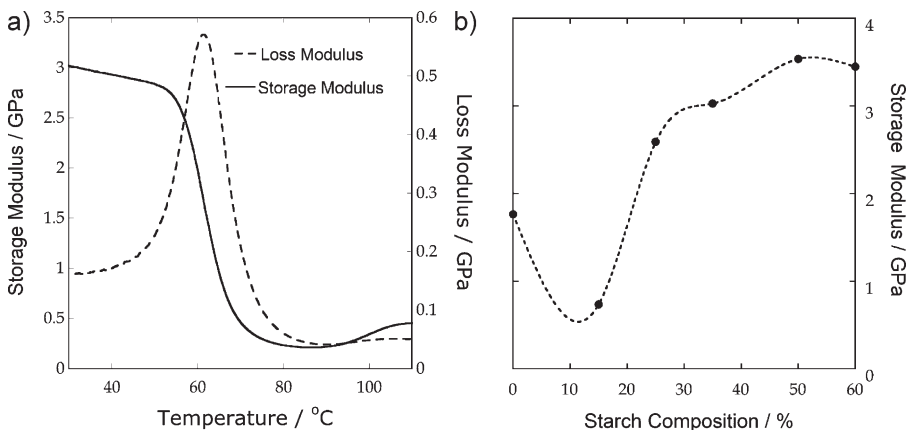 a)
3.5
3
2.5
2
1.5
1
0.5
0
Storage Modulus / GPa
Loss Modulus
Storage Modulus
0.6
0.5
0.4
0.3
0.2
0.1
0
Loss Modulus / GPa
40 60 80 100
Temperature / °C
b)
4
3
2
1
0
Storage Modulus / GPa
0 10 20 30 40 50 60
Starch Composition / %